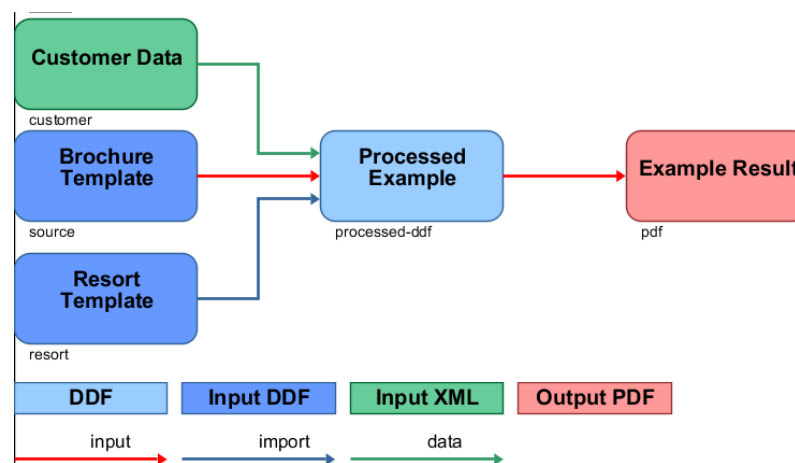 Customer Data
customer
Brochure
Template
source
Resort
Template
resort
Processed
Example
processed-ddf
Example Result
pdf
DDF
Input DDF
Input XML
Output PDF
input
import
data